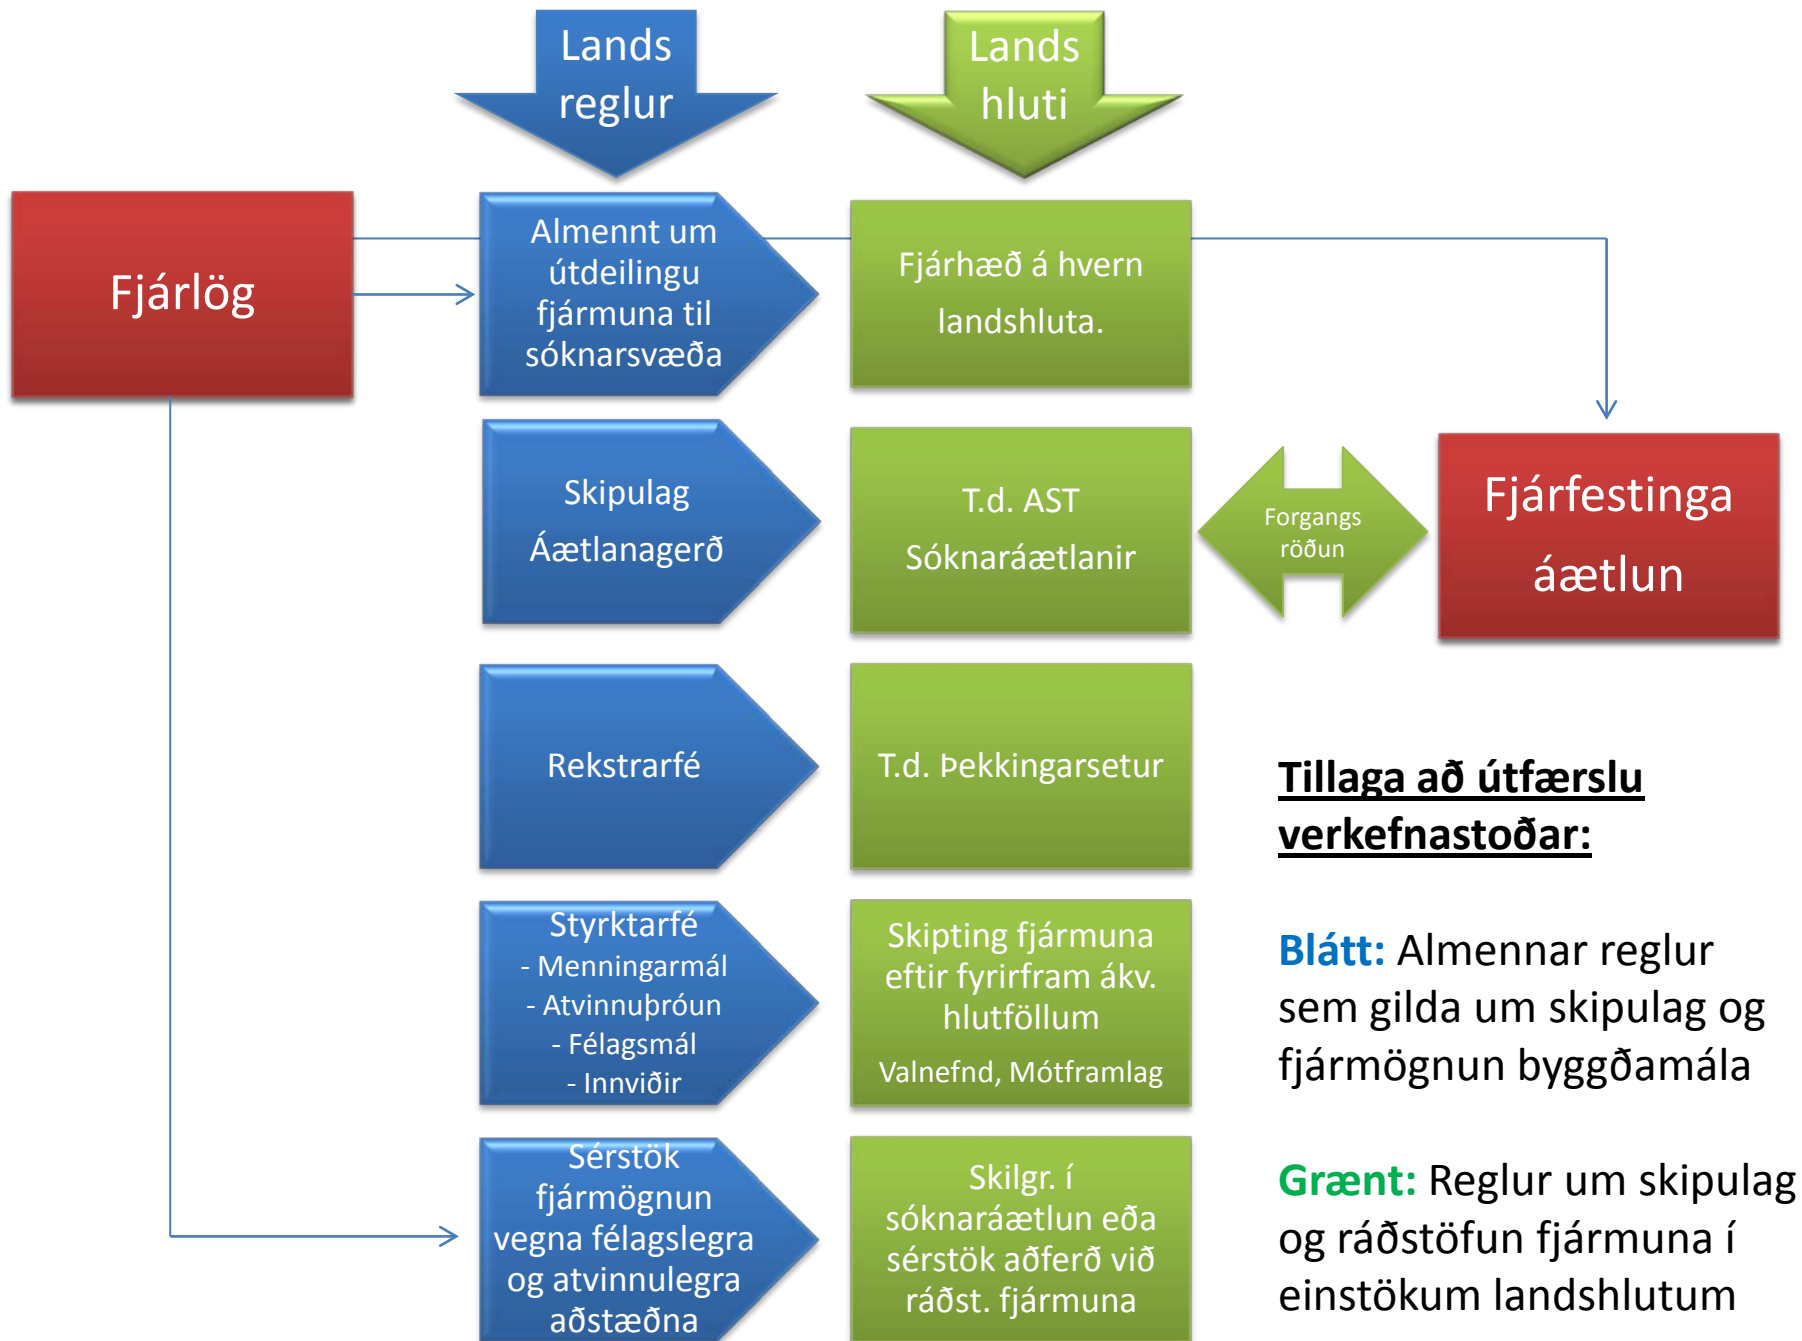 Lands
reglur
Lands
hluti
Fjárlög
Almennt um
útdeilingu
fjármuna til
sóknarsvæða
Fjárhæð á hvern
landshluta.
Skipulag
Áætlanagerð
T.d. AST
Sóknaráætlanir
Forgangs
röðun
Fjárfestinga
áætlun
Rekstrarfé
T.d. Þekkingarsetur
Styrktarfé
- Menningarmál
- Atvinnuþróun
- Félagsmál
- Innviðir
Skipting fjármuna
eftir fyrirfram ákv.
hlutföllum
Valnefnd, Mótframlag
Sérstök
fjármögnun
vegna félagslegra
og atvinnulegra
aðstæðna
Skilgr. í
sóknaráætlun eða
sérstök aðferð við
ráðst. fjármuna
Tillaga að útfærslu
verkefnastoðar:
Blátt: Almennar reglur
sem gilda um skipulag og
fjármögnun byggðamála
Grænt: Reglur um skipulag
og ráðstöfun fjármuna í
einstökum landshlutum